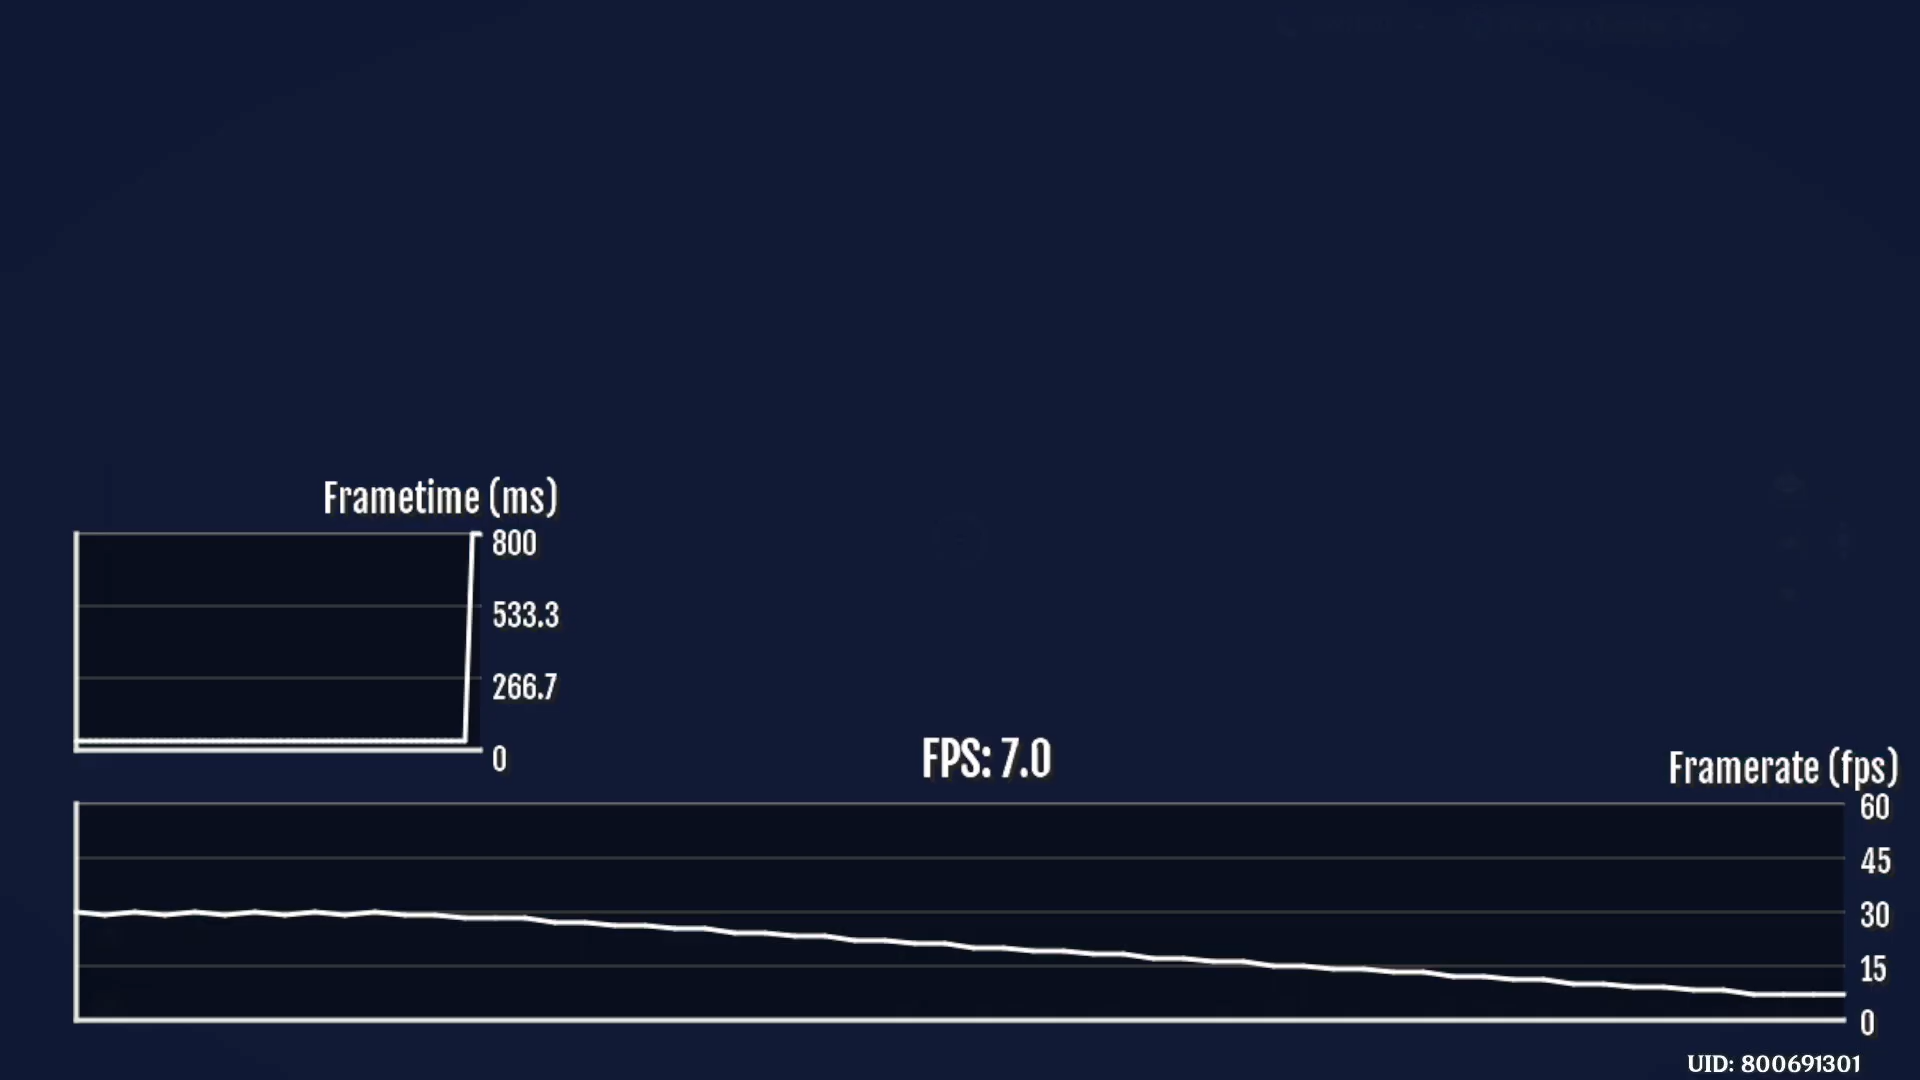 Frametime (ms)
800
533.3
266.7
0
FPS: 7.0
Framerate (fps)
60
45
30
15
0
UID: 800691301